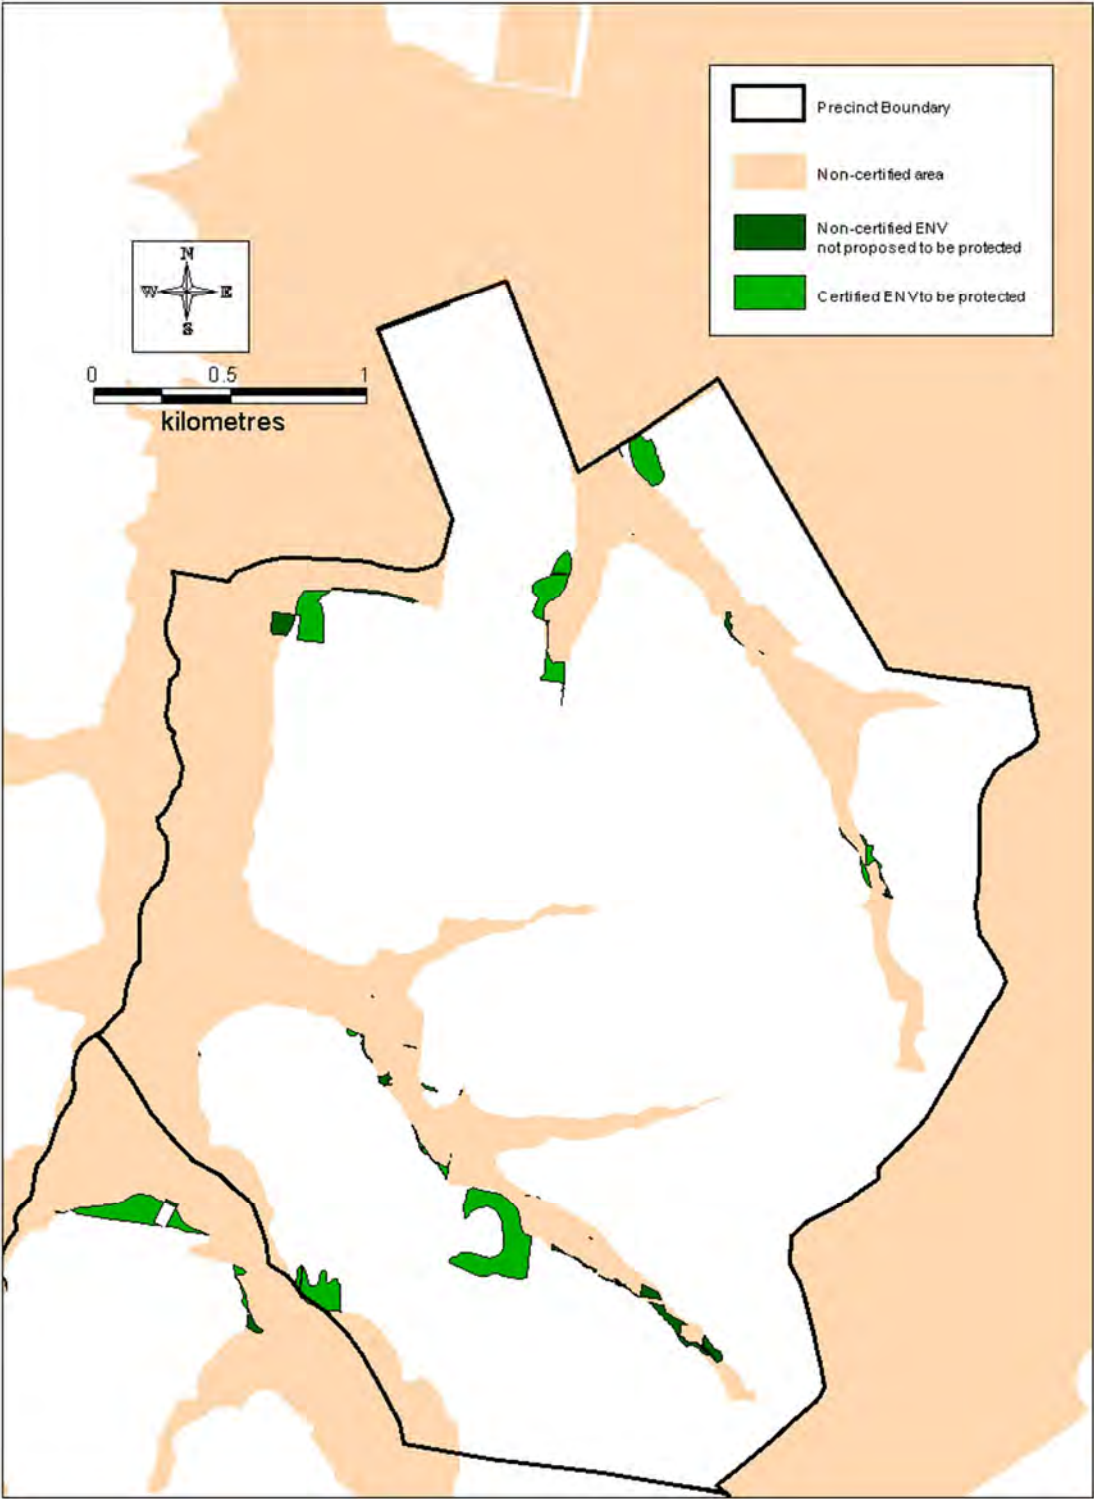 Precinct Boundary
Non-certified area
Non-certified ENV
not proposed to be protected
Certified ENV to be protected
N
W E
S
0 0.5 1
kilometres